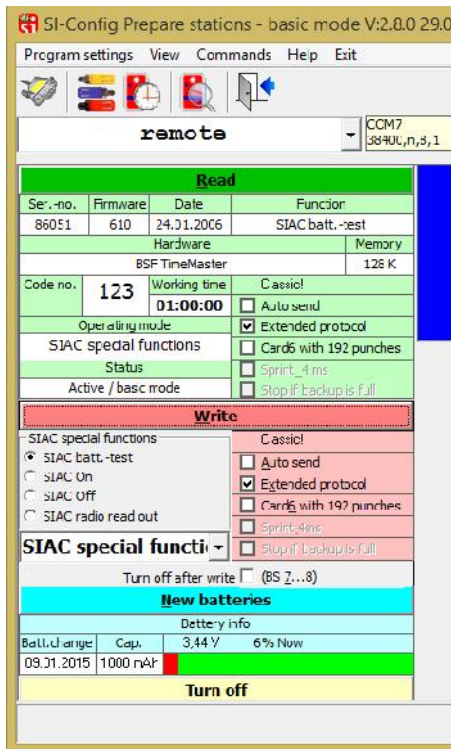 SI-Config Prepare stations - basic mode V:2.8.0 29.0
Program settings View Commands Help Exit
remote
COM7
38400,n,8,1
Read
Ser.-no. Firmware Date Function
86051 610 24.01.2006 SIAC batt.-test
Hardware Memory
BSF TimeMaster 128 K
Code no. 123 Working time Classic!
01:00:00 Auto send
Operating mode Extended protocol
SIAC special functions Card6 with 192 punches
Status Sprint_4 ms
Active / basic mode Stop if backup is full
Write
SIAC special functions Classic!
SIAC batt.-test Auto send
SIAC On Extended protocol
SIAC Off Card6 with 192 punches
SIAC radio read out Sprint_4ms
SIAC special functi Stop if backup is full
Turn off after write (BS 7...8)
New batteries
Battery info
Batt.change Cap. 3,44 V 6% Now
09.01.2015 1000 mAh
Turn off